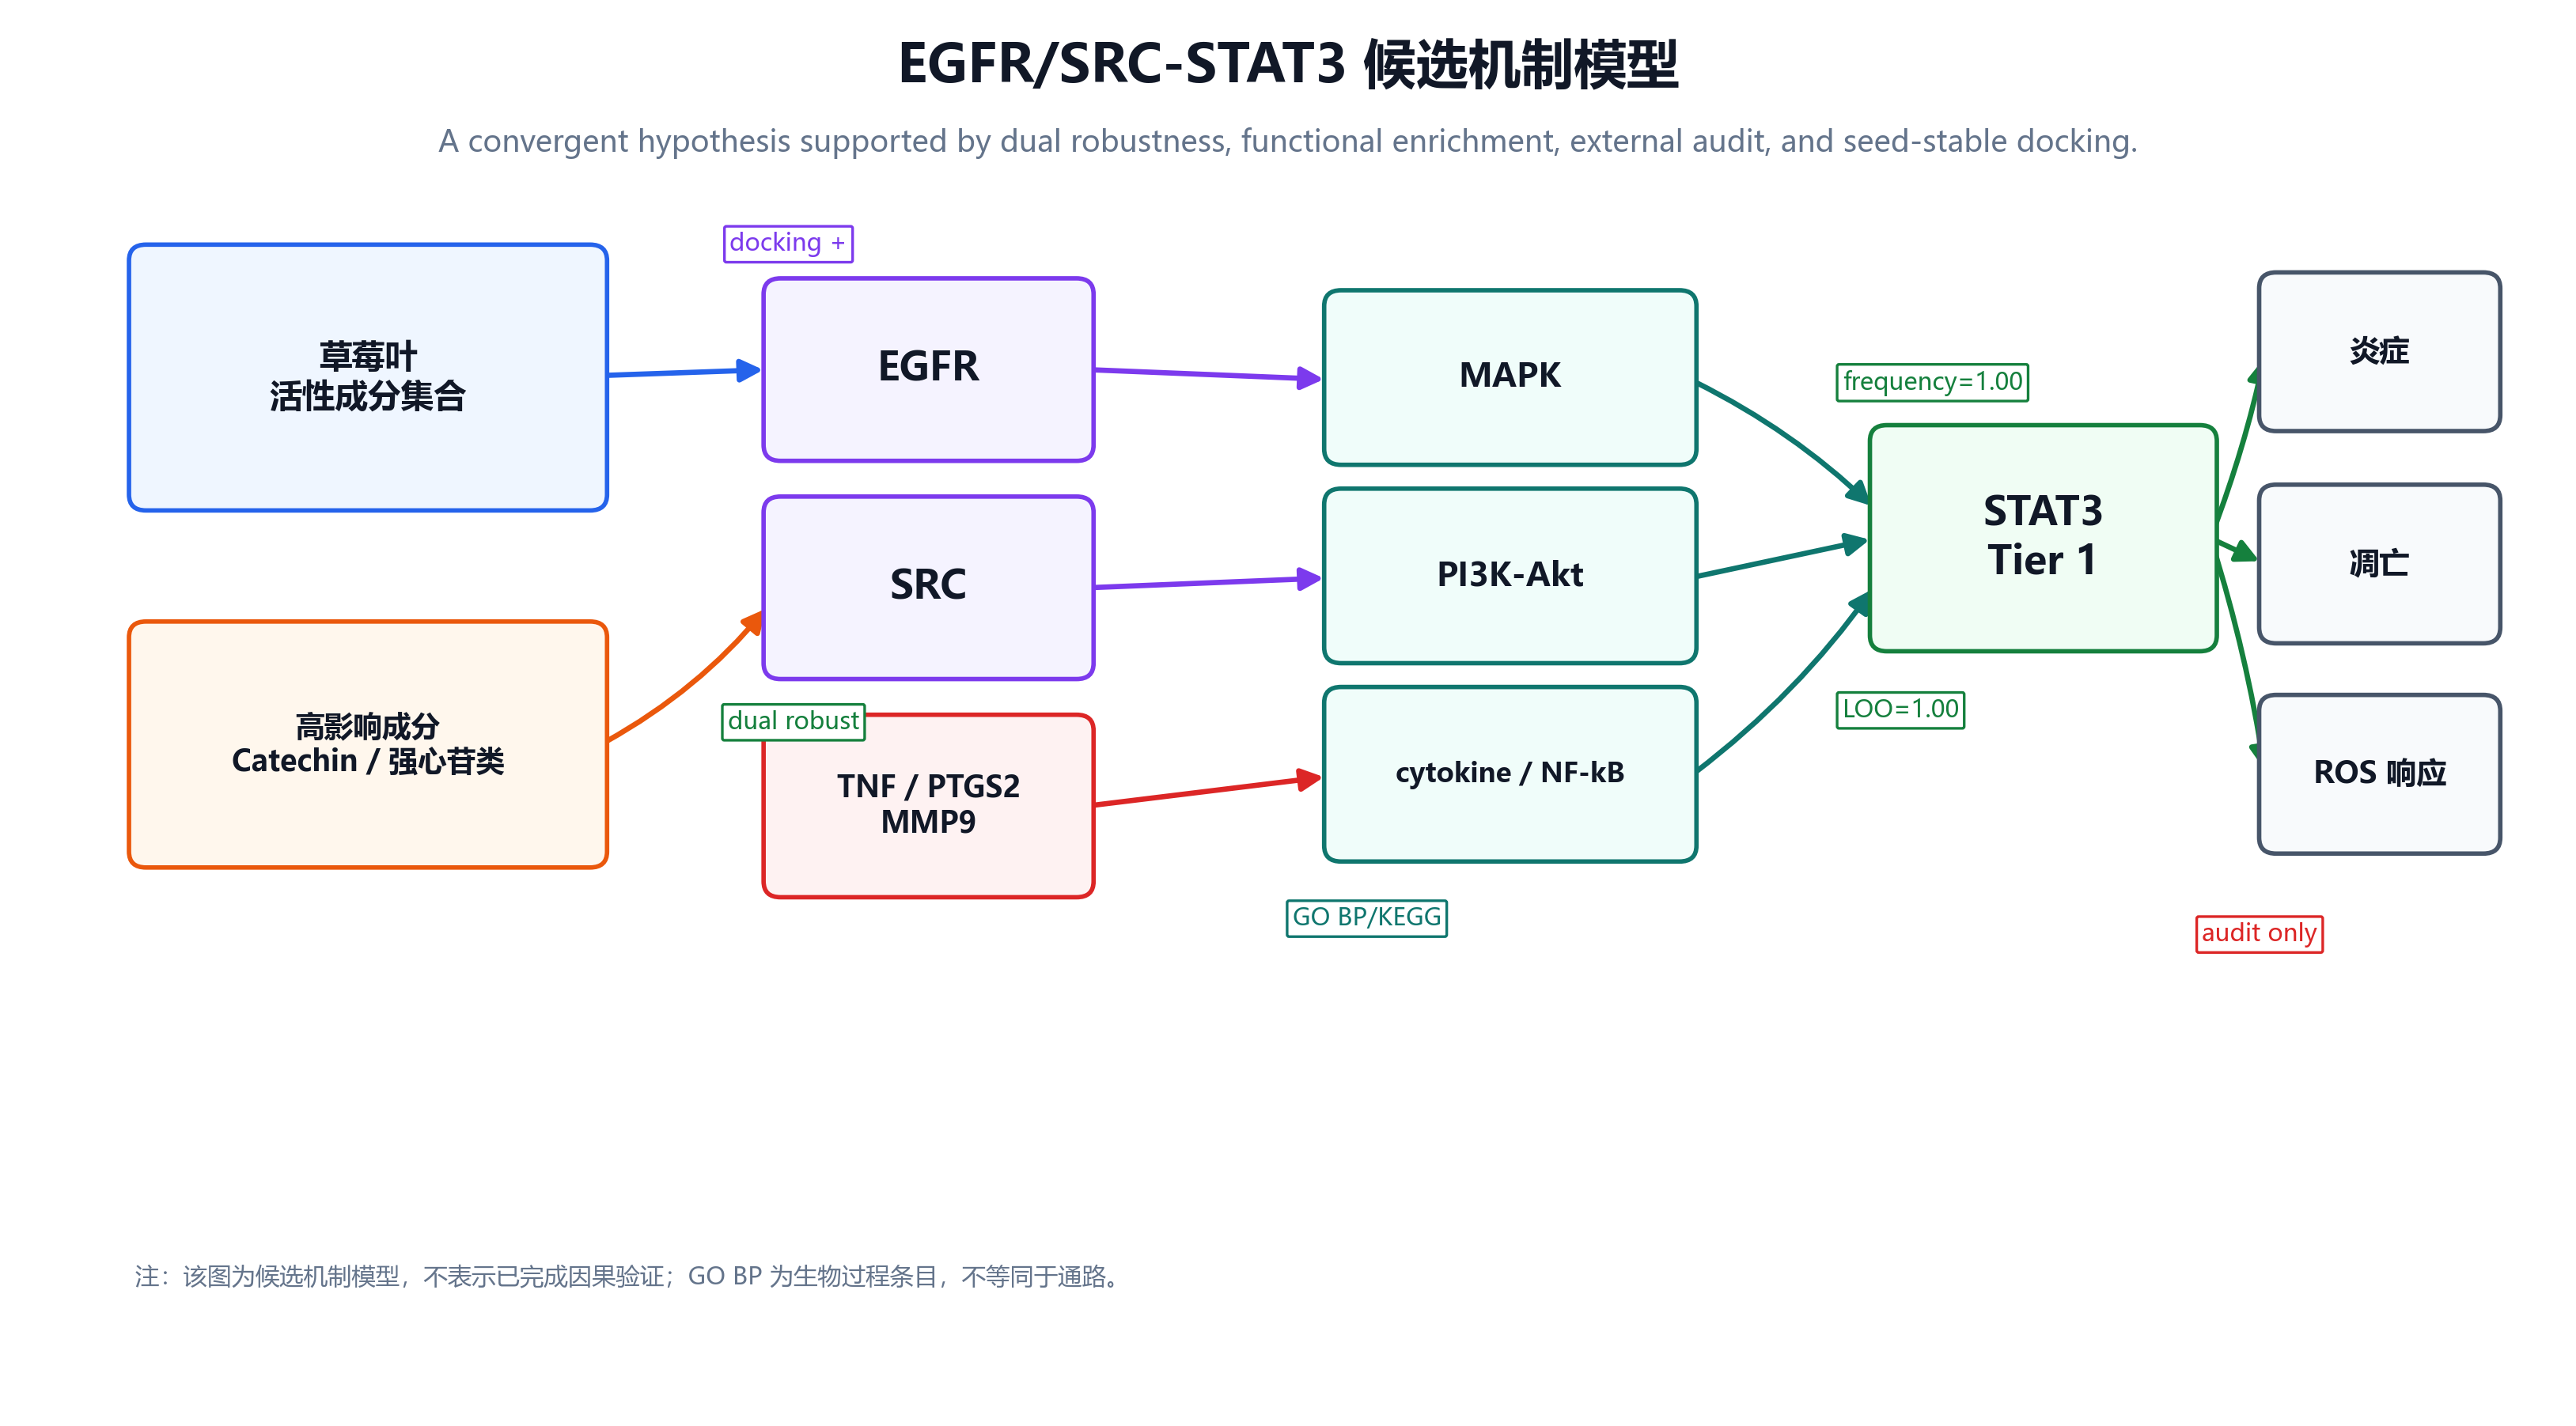 EGFR/SRC-STAT3 候选机制模型
A convergent hypothesis supported by dual robustness, functional enrichment, external audit, and seed-stable docking.
草莓叶
活性成分集合
高影响成分
Catechin / 强心苷类
docking +
EGFR
SRC
dual robust
TNF / PTGS2
MMP9
MAPK
PI3K-Akt
cytokine / NF-kB
GO BP/KEGG
frequency=1.00
STAT3
Tier 1
LOO=1.00
炎症
凋亡
ROS 响应
audit only
注：该图为候选机制模型，不表示已完成因果验证；GO BP 为生物过程条目，不等同于通路。